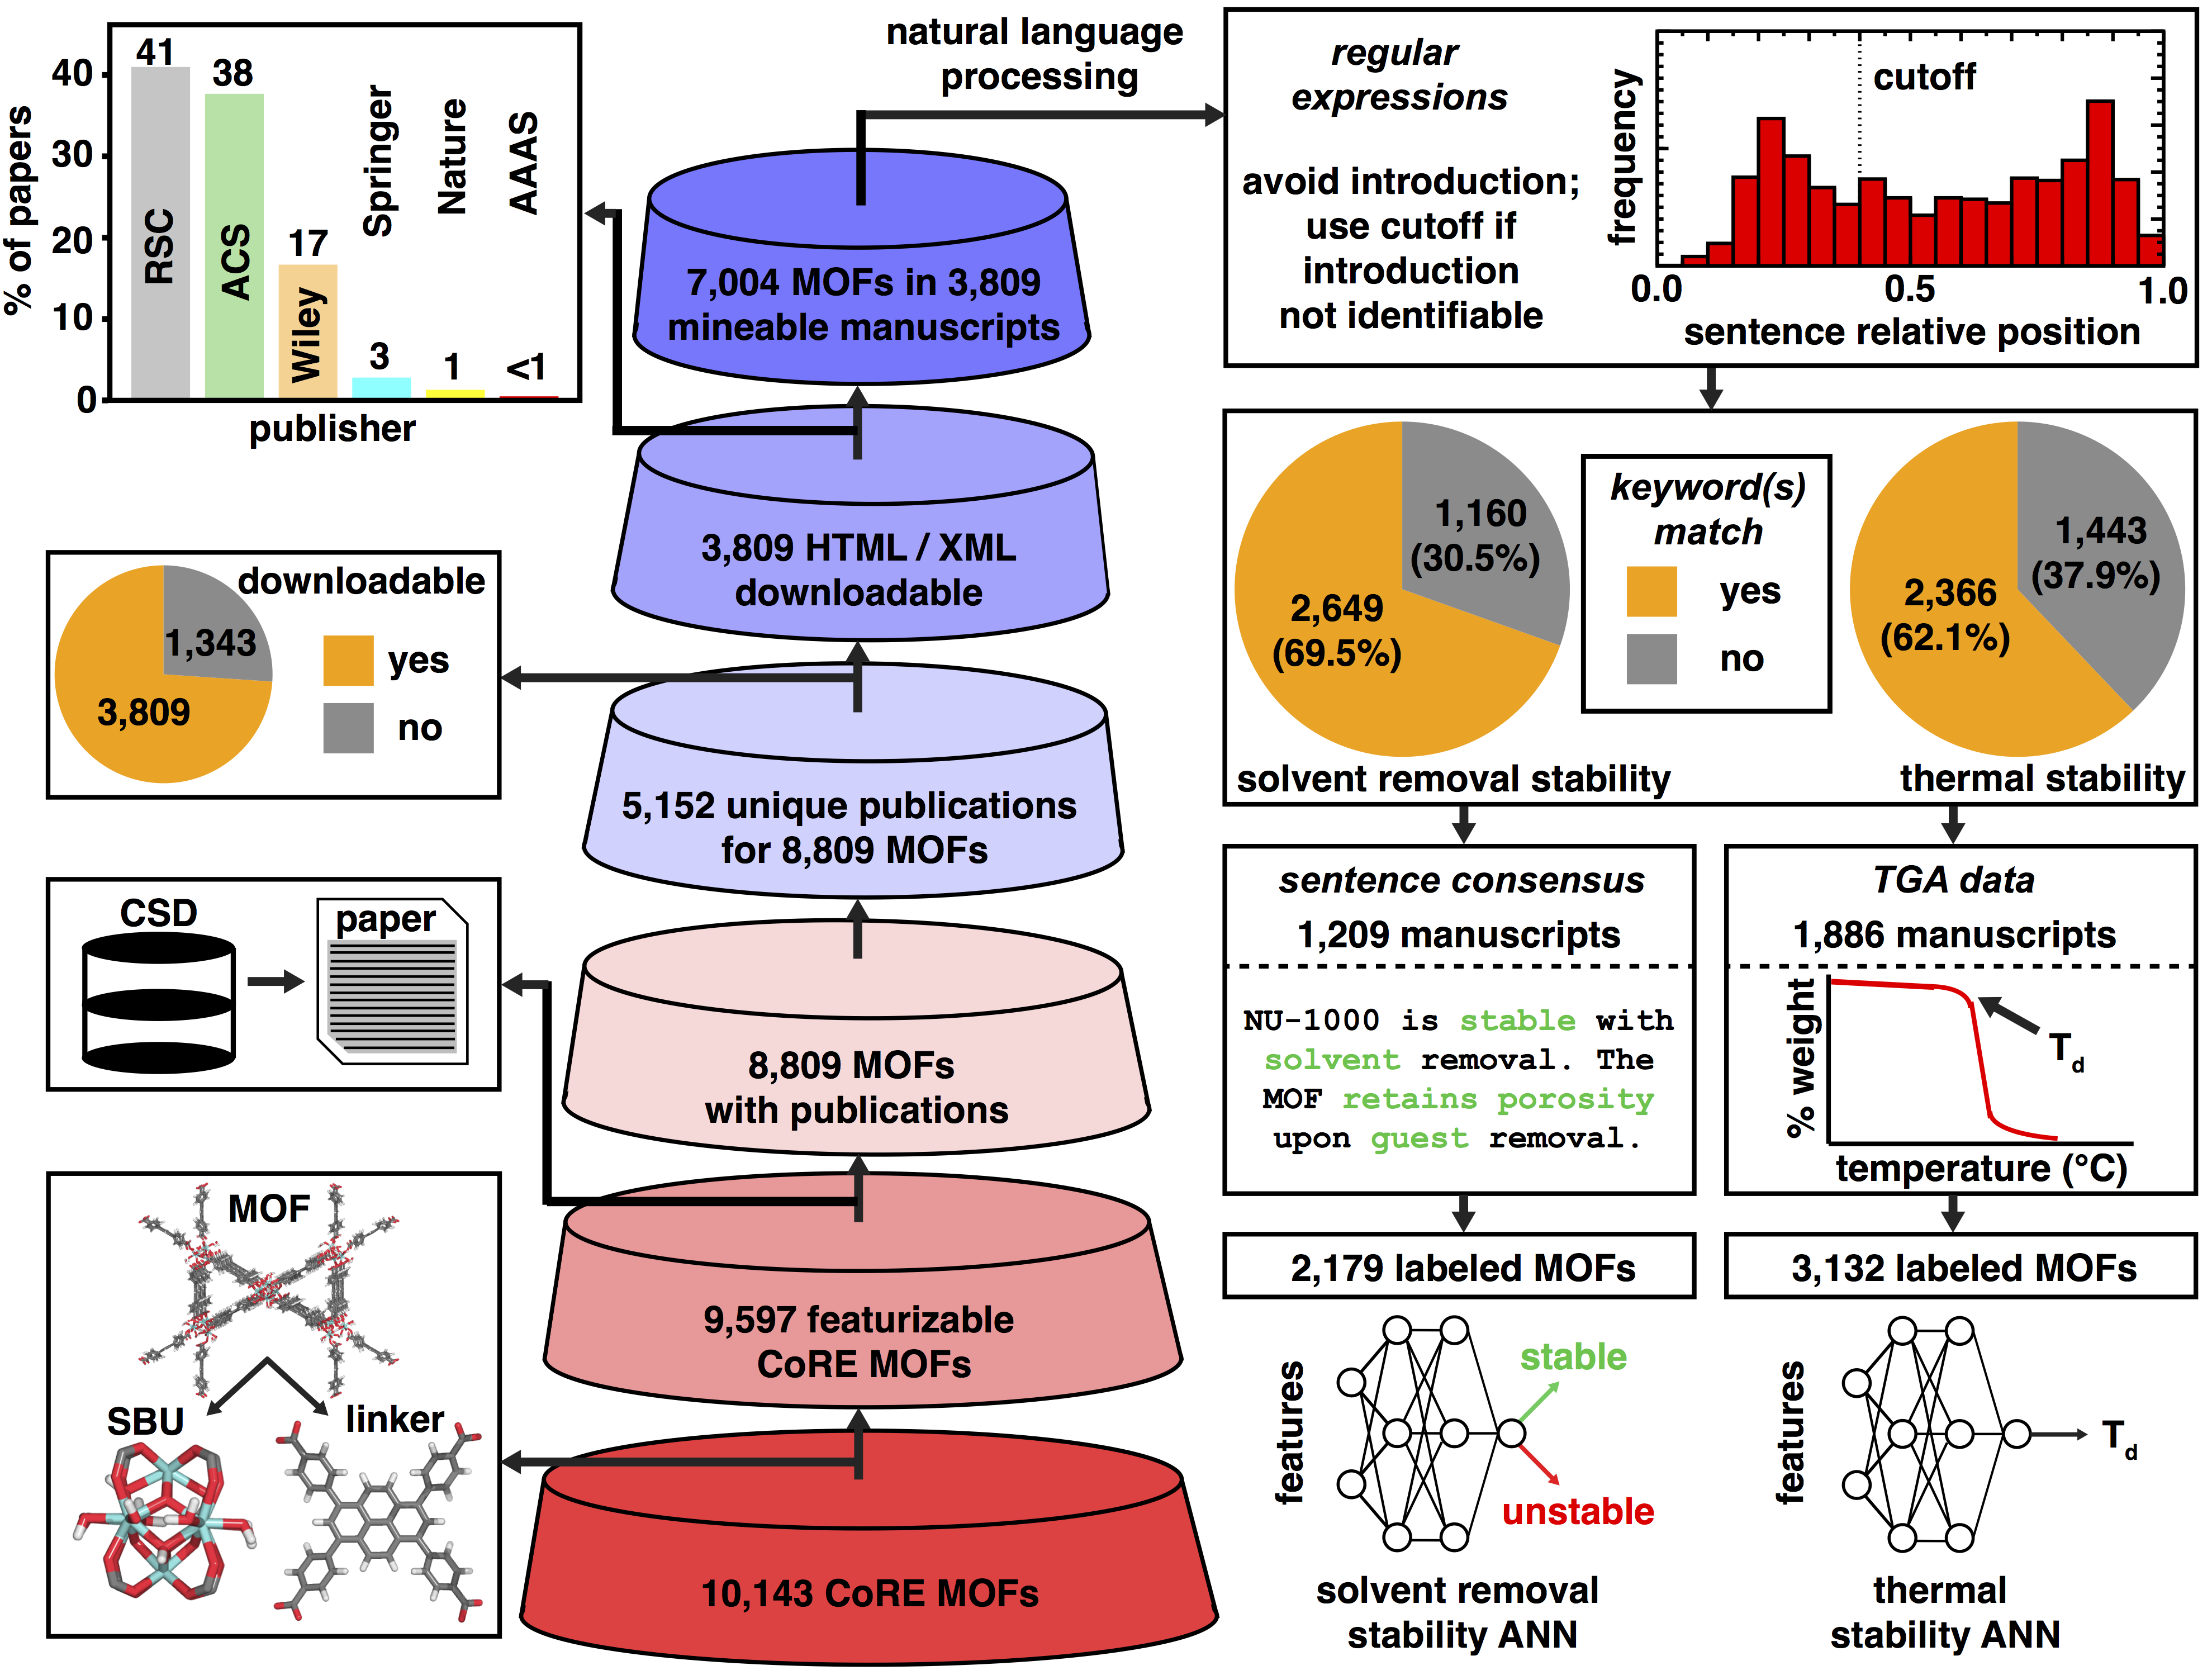 41
38
17
3
1
<1
40
30
20
10
0
% of papers
RSC
ACS
Wiley
Springer
Nature
AAAS
publisher
natural language
processing
regular
expressions
avoid introduction;
use cutoff if
introduction
not identifiable
frequency
cutoff
0.0
0.5
1.0
sentence relative position
7,004 MOFs in 3,809
mineable manuscripts
3,809 HTML / XML
downloadable
downloadable
1,343
3,809
yes
no
5,152 unique publications
for 8,809 MOFs
1,160
(30.5%)
2,649
(69.5%)
keyword(s)
match
yes
no
1,443
(37.9%)
2,366
(62.1%)
solvent removal stability
thermal stability
CSD
paper
8,809 MOFs
with publications
sentence consensus
1,209 manuscripts
NU-1000 is stable with
solvent removal. The
MOF retains porosity
upon guest removal.
TGA data
1,886 manuscripts
% weight
Td
temperature (°C)
MOF
SBU
linker
9,597 featurizable
CoRE MOFs
10,143 CoRE MOFs
2,179 labeled MOFs
3,132 labeled MOFs
features
stable
unstable
solvent removal
stability ANN
features
Td
thermal
stability ANN